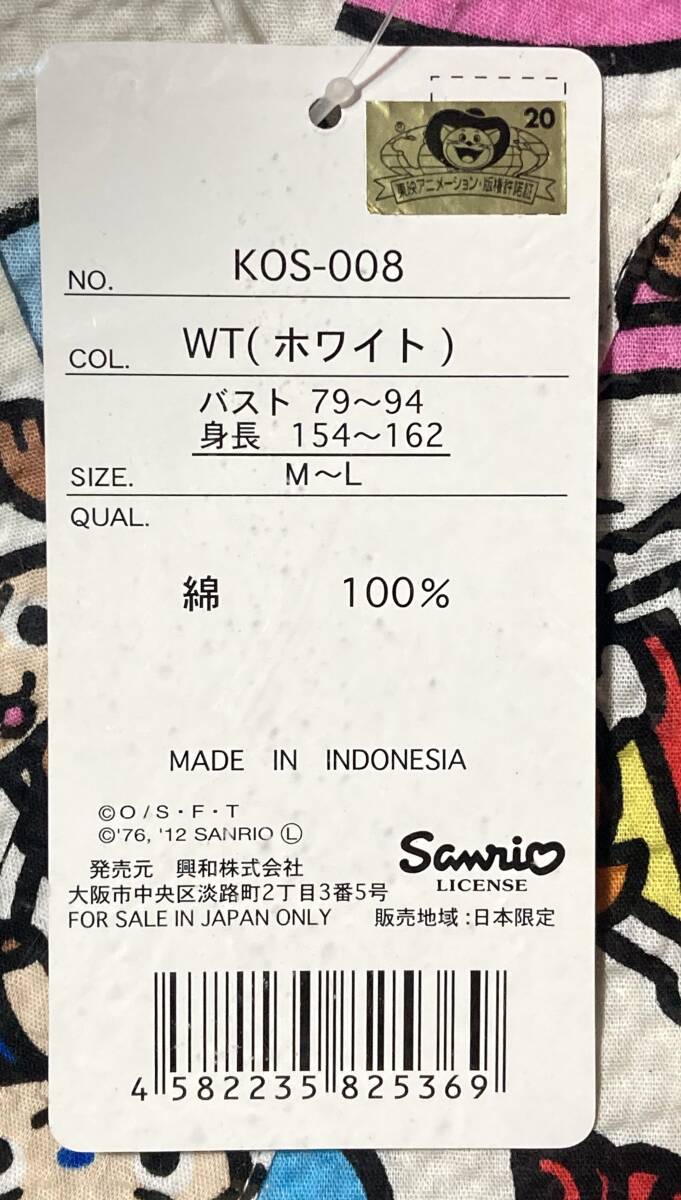 20
東映アニメーション・版権許諾証
NO. KOS-008
COL. WT(ホワイト)
バスト 79～94
身長 154～162
SIZE. M～L
QUAL.
綿 100%
MADE IN INDONESIA
©O/S・F・T
©'76, '12 SANRIO Ⓛ
Sanrio
LICENSE
発売元 興和株式会社
大阪市中央区淡路町2丁目3番5号
FOR SALE IN JAPAN ONLY 販売地域:日本限定
4 582235 825369